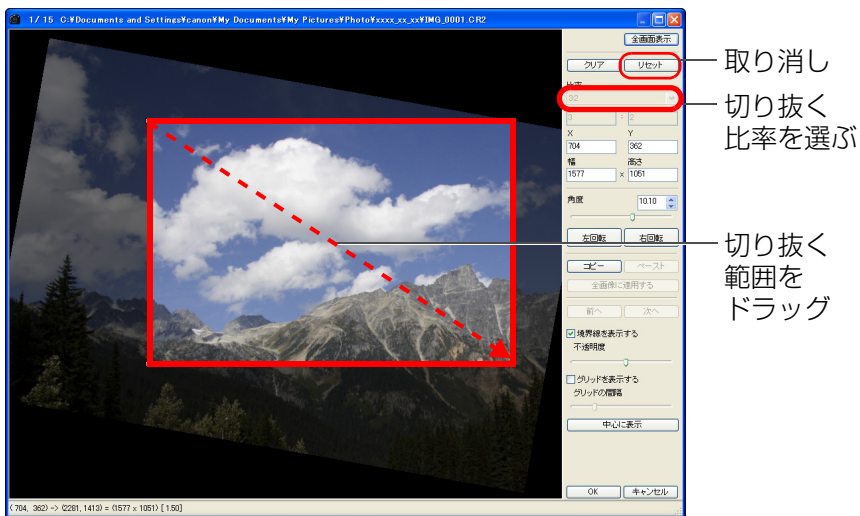 1/ 15 C:¥Documents and Settings¥canon¥My Documents¥My Pictures¥Photo¥xxxx_xx_xx¥IMG_0001.CR2
全画面表示
クリア リセット
取り消し
比率
3:2
切り抜く
比率を選ぶ
3 : 2
X Y
704 362
幅 高さ
1577 x 1051
角度 10.10
左回転 右回転
切り抜く
範囲を
ドラッグ
コピー ペースト
全画像に適用する
前へ 次へ
境界線を表示する
不透明度
グリッドを表示する
グリッドの間隔
中心に表示
OK キャンセル
( 704, 362) -> (2281, 1413) = (1577 x 1051) [ 1.50]